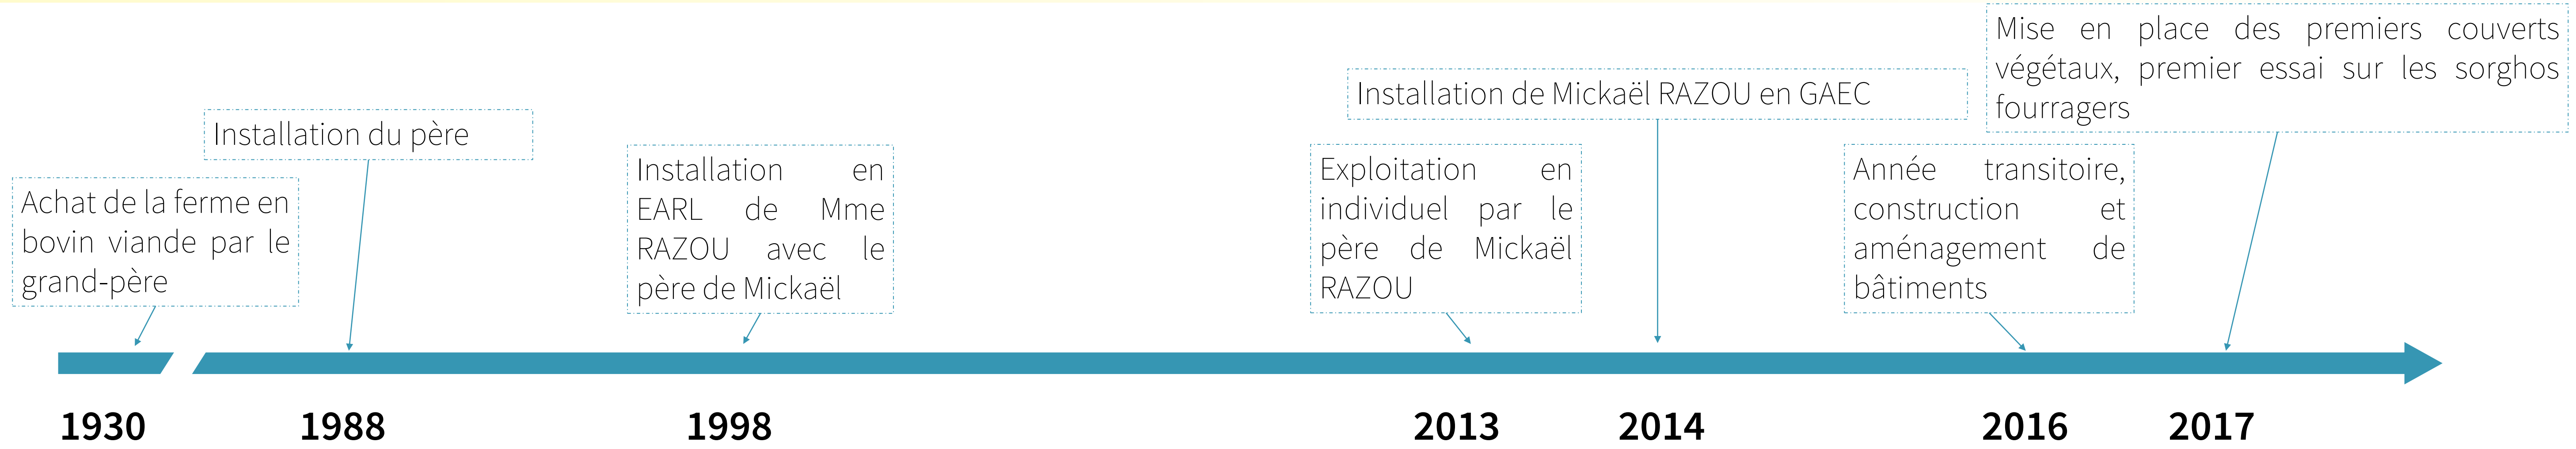 Achat de la ferme en
bovin viande par le
grand-père
Installation du père
Installation en
EARL de Mme
RAZOU avec le
père de Mickaël
Exploitation en
individuel par le
père de Mickaël
RAZOU
Installation de Mickaël RAZOU en GAEC
Année transitoire,
construction et
aménagement de
bâtiments
Mise en place des premiers couverts
végétaux, premier essai sur les sorghos
fourragers
1930
1988
1998
2013
2014
2016
2017